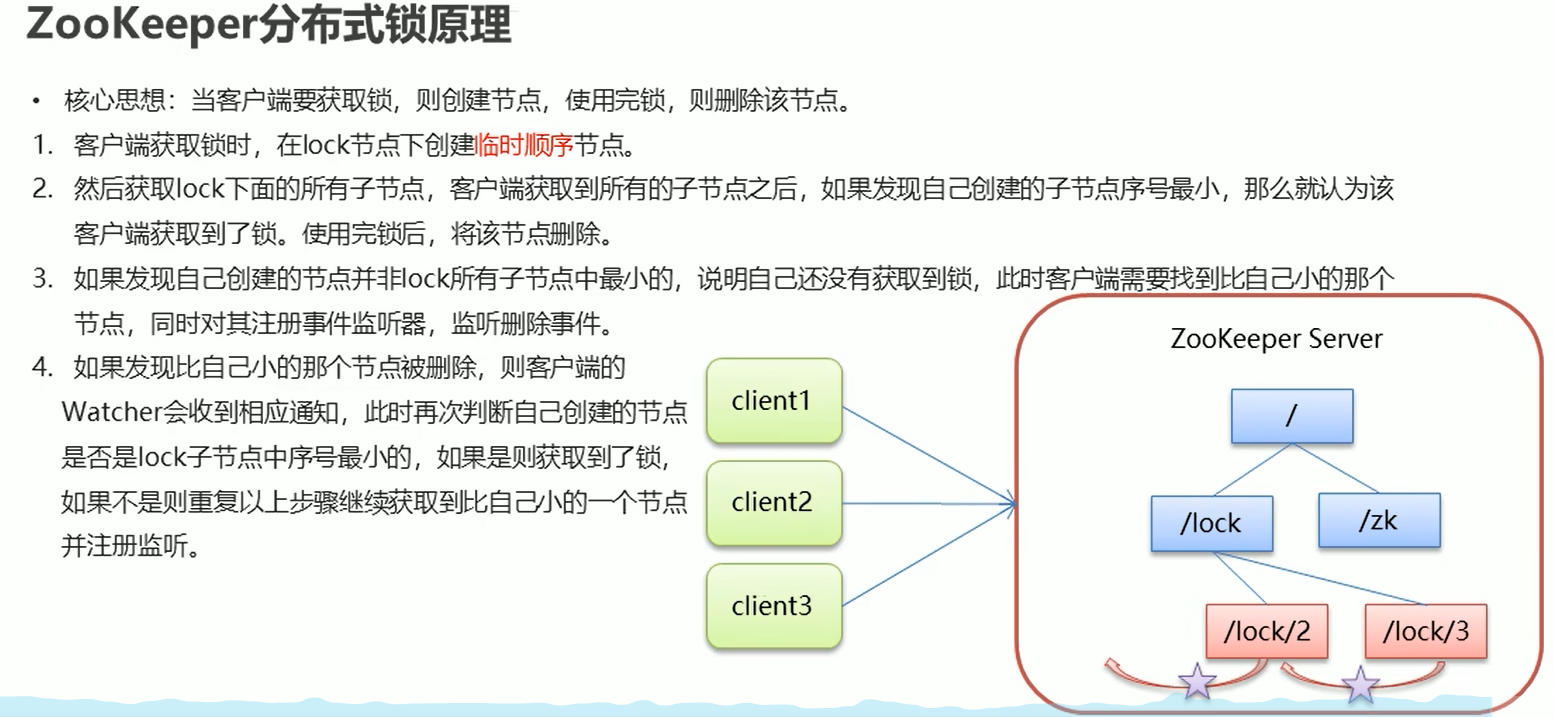 ZooKeeper分布式锁原理
• 核心思想：当客户端要获取锁，则创建节点，使用完锁，则删除该节点。
1. 客户端获取锁时，在lock节点下创建临时顺序节点。
2. 然后获取lock下面的所有子节点，客户端获取到所有的子节点之后，如果发现自己创建的子节点序号最小，那么就认为该
客户端获取到了锁。使用完锁后，将该节点删除。
3. 如果发现自己创建的节点并非lock所有子节点中最小的，说明自己还没有获取到锁，此时客户端需要找到比自己小的那个
节点，同时对其注册事件监听器，监听删除事件。
4. 如果发现比自己小的那个节点被删除，则客户端的
Watcher会收到相应通知，此时再次判断自己创建的节点
是否是lock子节点中序号最小的，如果是则获取到了锁，
如果不是则重复以上步骤继续获取到比自己小的一个节点
并注册监听。
client1
client2
client3
ZooKeeper Server
/
/lock
/zk
/lock/2
/lock/3